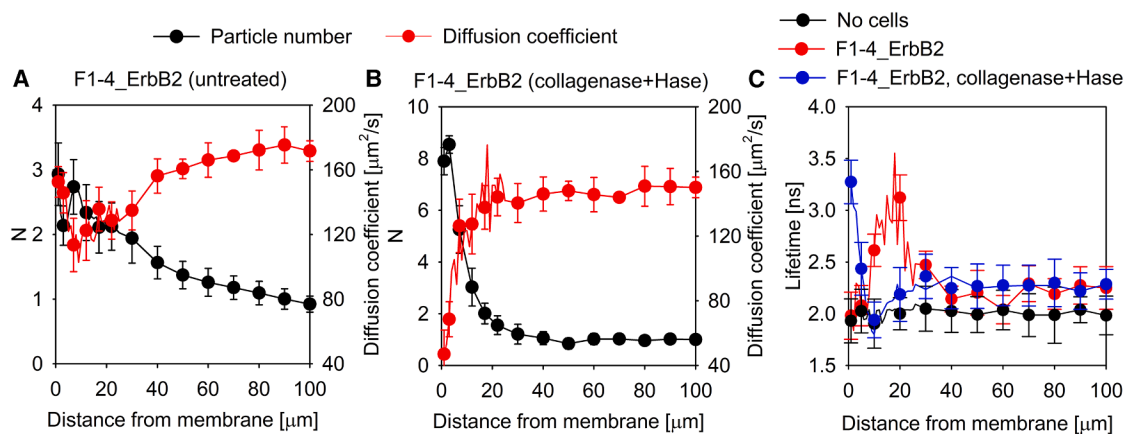 Particle number
Diffusion coefficient
No cells
F1-4_ErbB2
F1-4_ErbB2, collagenase+Hase
A
F1-4_ErbB2 (untreated)
4
3
2
1
0
N
200
160
120
80
40
Diffusion coefficient [μm²/s]
0 20 40 60 80 100
Distance from membrane [μm]
B
F1-4_ErbB2 (collagenase+Hase)
10
8
6
4
2
0
N
200
160
120
80
40
Diffusion coefficient [μm²/s]
0 20 40 60 80 100
Distance from membrane [μm]
C
4.0
3.5
3.0
2.5
2.0
1.5
Lifetime [ns]
0 20 40 60 80 100
Distance from membrane [μm]